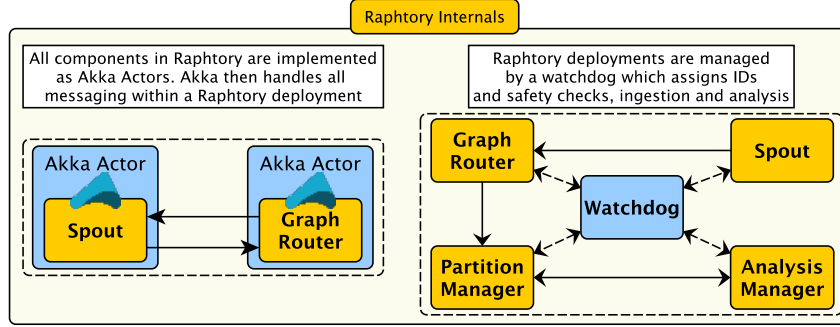 Raphtory Internals
All components in Raphtory are implemented
as Akka Actors. Akka then handles all
messaging within a Raphtory deployment
Akka Actor
Spout
Akka Actor
Graph
Router
Raphtory deployments are managed
by a watchdog which assigns IDs
and safety checks, ingestion and analysis
Graph
Router
Spout
Watchdog
Partition
Manager
Analysis
Manager